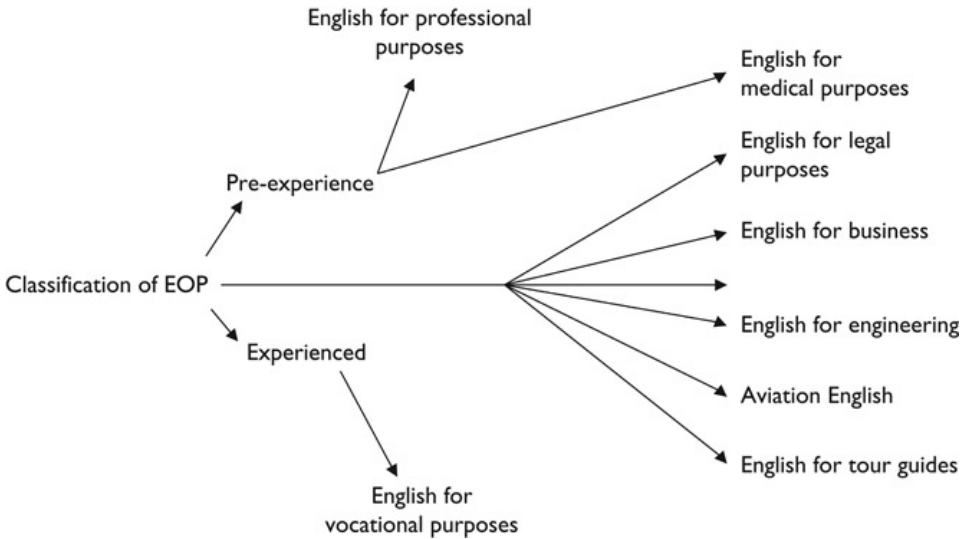 English for professional
purposes
English for
medical purposes
English for legal
purposes
Pre-experience
English for business
Classification of EOP
English for engineering
Experienced
Aviation English
English for tour guides
English for
vocational purposes